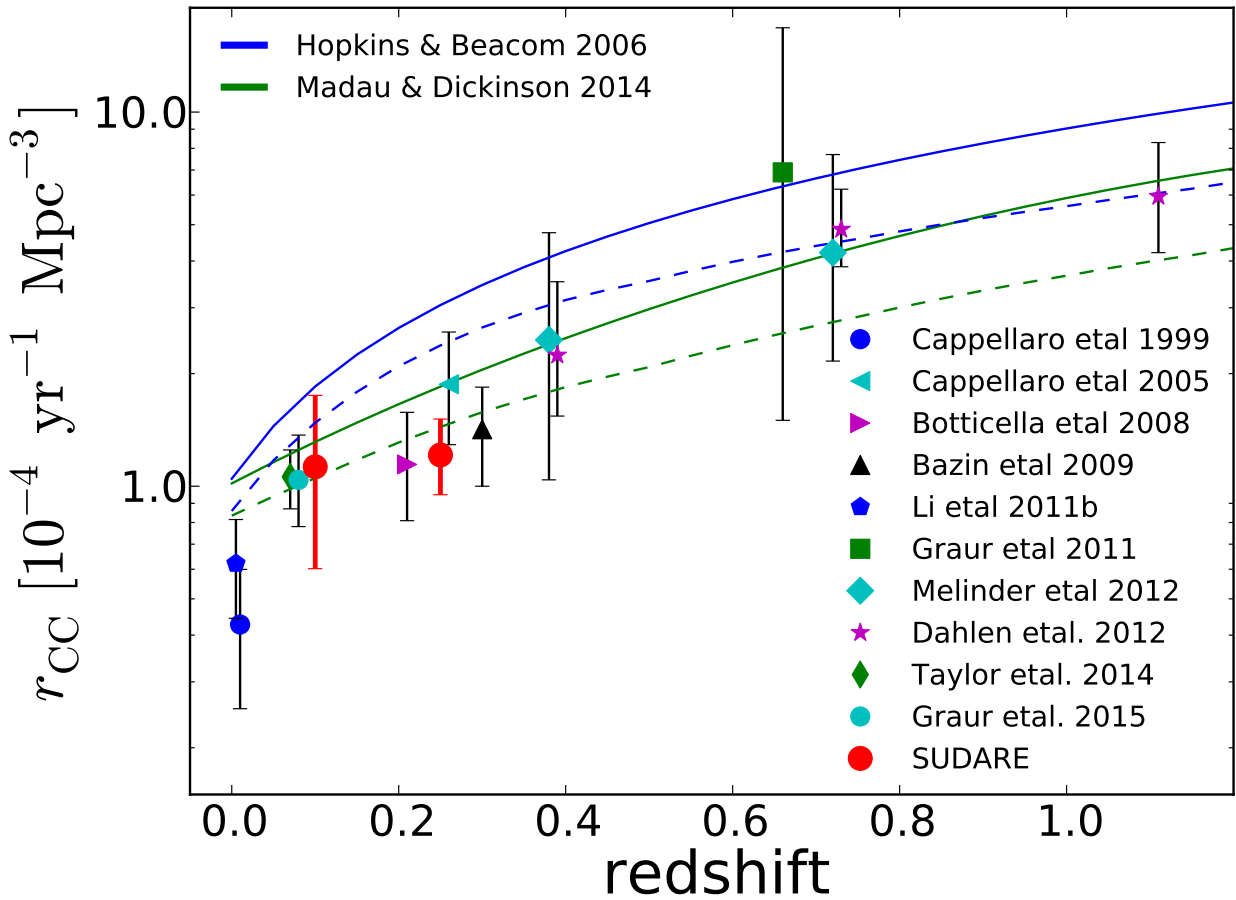 Hopkins & Beacom 2006
Madau & Dickinson 2014
10.0
1.0
r_CC [10^−4 yr^−1 Mpc^−3]
Cappellaro etal 1999
Cappellaro etal 2005
Botticella etal 2008
Bazin etal 2009
Li etal 2011b
Graur etal 2011
Melinder etal 2012
Dahlen etal. 2012
Taylor etal. 2014
Graur etal. 2015
SUDARE
0.0 0.2 0.4 0.6 0.8 1.0
redshift